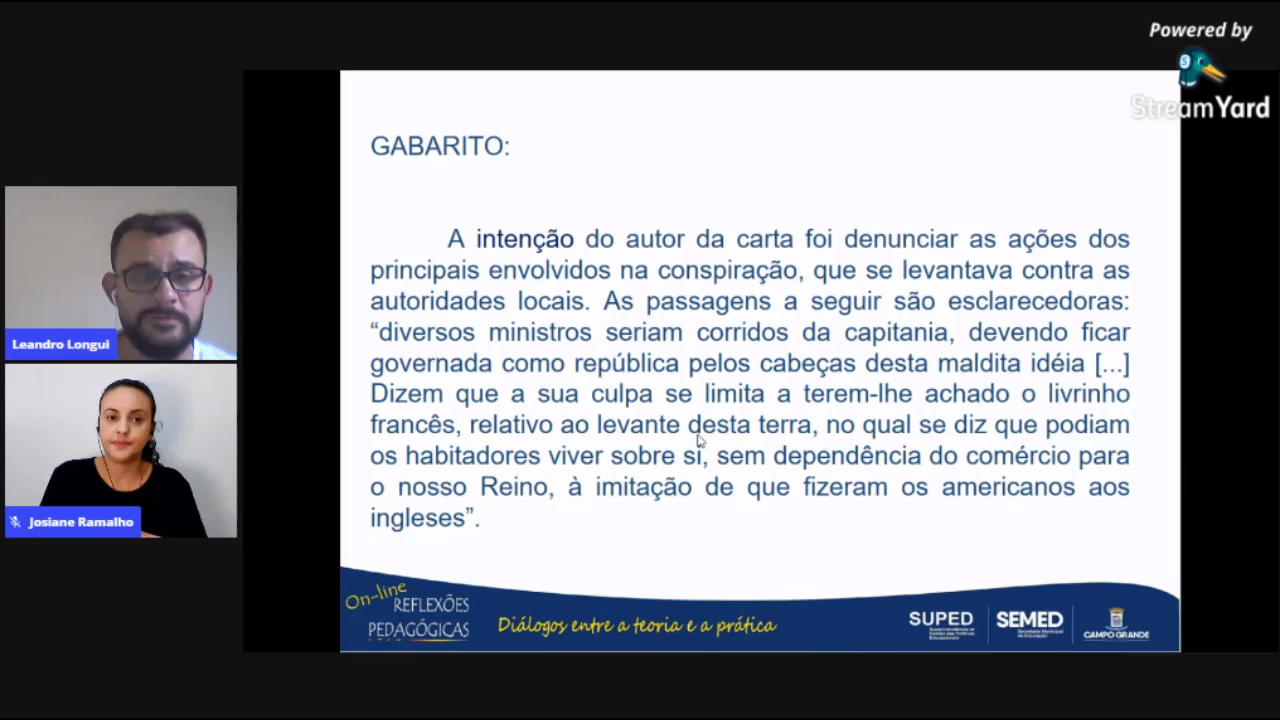 Powered by
StreamYard
GABARITO:
A intenção do autor da carta foi denunciar as ações dos
principais envolvidos na conspiração, que se levantava contra as
autoridades locais. As passagens a seguir são esclarecedoras:
“diversos ministros seriam corridos da capitania, devendo ficar
governada como república pelos cabeças desta maldita idéia [...]
Dizem que a sua culpa se limita a terem-lhe achado o livrinho
francês, relativo ao levante desta terra, no qual se diz que podiam
os habitadores viver sobre si, sem dependência do comércio para
o nosso Reino, à imitação de que fizeram os americanos aos
ingleses”.
Leandro Longui
Josiane Ramalho
On-line
REFLEXÕES
PEDAGÓGICAS
Diálogos entre a teoria e a prática
SUPED
SEMED
CAMPO GRANDE